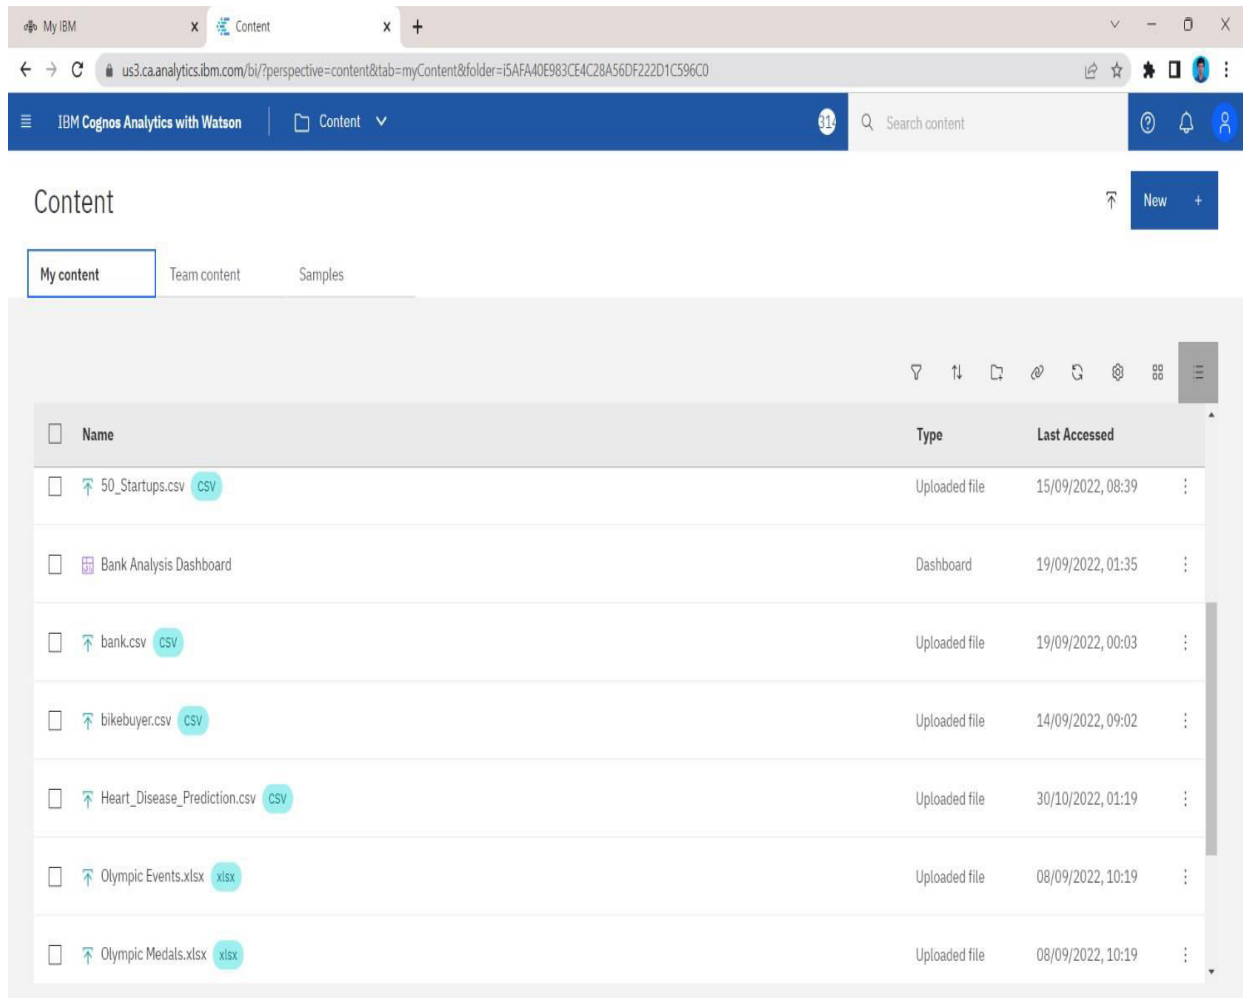 My IBM
Content
us3.ca.analytics.ibm.com/bi/?perspective=content&tab=myContent&folder=i5AFA40E983CE4C28A56DF222D1C596C0
IBM Cognos Analytics with Watson
Content
314
Search content
Content
New +
My content
Team content
Samples
Name Type Last Accessed
50_Startups.csv CSV Uploaded file 15/09/2022, 08:39
Bank Analysis Dashboard Dashboard 19/09/2022, 01:35
bank.csv CSV Uploaded file 19/09/2022, 00:03
bikebuyer.csv CSV Uploaded file 14/09/2022, 09:02
Heart_Disease_Prediction.csv CSV Uploaded file 30/10/2022, 01:19
Olympic Events.xlsx xlsx Uploaded file 08/09/2022, 10:19
Olympic Medals.xlsx xlsx Uploaded file 08/09/2022, 10:19